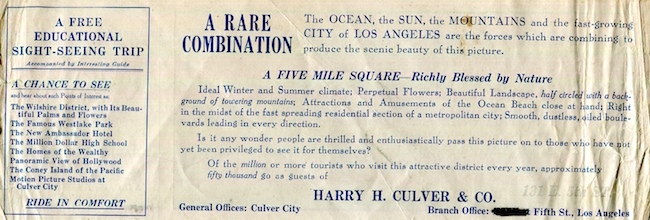 A FREE
EDUCATIONAL
SIGHT-SEEING TRIP
Accompanied by Interesting Guide
A CHANCE TO SEE
and hear about such Points of Interest as:
The Wilshire District, with Its Beau-
tiful Palms and Flowers
The Famous Westlake Park
The New Ambassador Hotel
The Million Dollar High School
The Homes of the Wealthy
Panoramic View of Hollywood
The Coney Island of the Pacific
Motion Picture Studios at
Culver City
RIDE IN COMFORT
A RARE
COMBINATION
The OCEAN, the SUN, the MOUNTAINS and the fast-growing
CITY of LOS ANGELES are the forces which are combining to
produce the scenic beauty of this picture.
A FIVE MILE SQUARE—Richly Blessed by Nature
Ideal Winter and Summer climate; Perpetual Flowers; Beautiful Landscape, half circled with a back-
ground of towering mountains; Attractions and Amusements of the Ocean Beach close at hand; Right
in the midst of the fast spreading residential section of a metropolitan city; Smooth, dustless, oiled boule-
vards leading in every direction.
Is it any wonder people are thrilled and enthusiastically pass this picture on to those who have not
yet been privileged to see it for themselves?
Of the million or more tourists who visit this attractive district every year, approximately
fifty thousand go as guests of
HARRY H. CULVER & CO.
General Offices: Culver City
Branch Office: Fifth St., Los Angeles